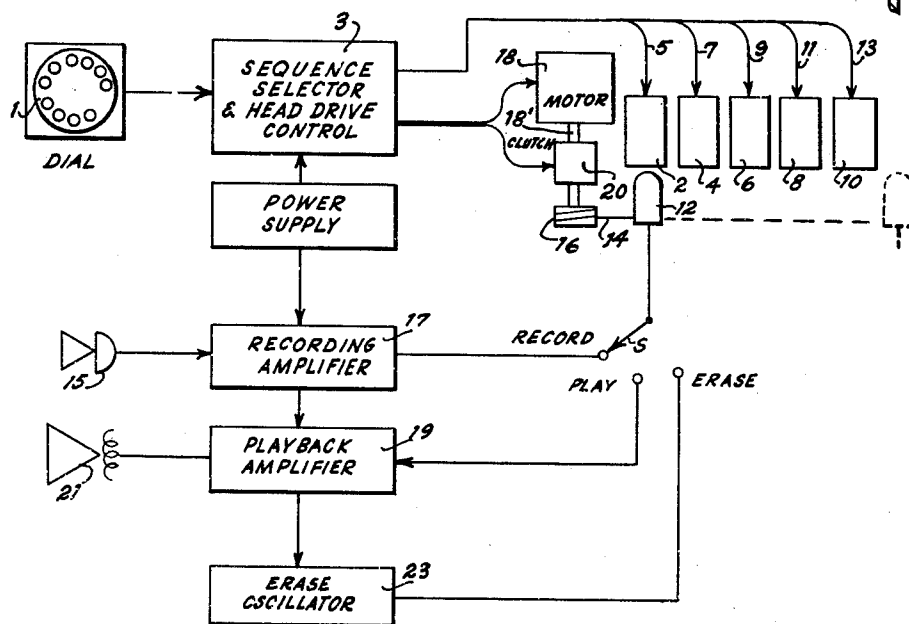 3
SEQUENCE
SELECTOR
& HEAD DRIVE
CONTROL
1
DIAL
5
7
9
11
13
18
MOTOR
18'
CLUTCH
20
2
4
6
8
10
12
16
14
POWER
SUPPLY
17
RECORDING
AMPLIFIER
15
RECORD
S
PLAY
ERASE
19
PLAYBACK
AMPLIFIER
21
23
ERASE
OSCILLATOR